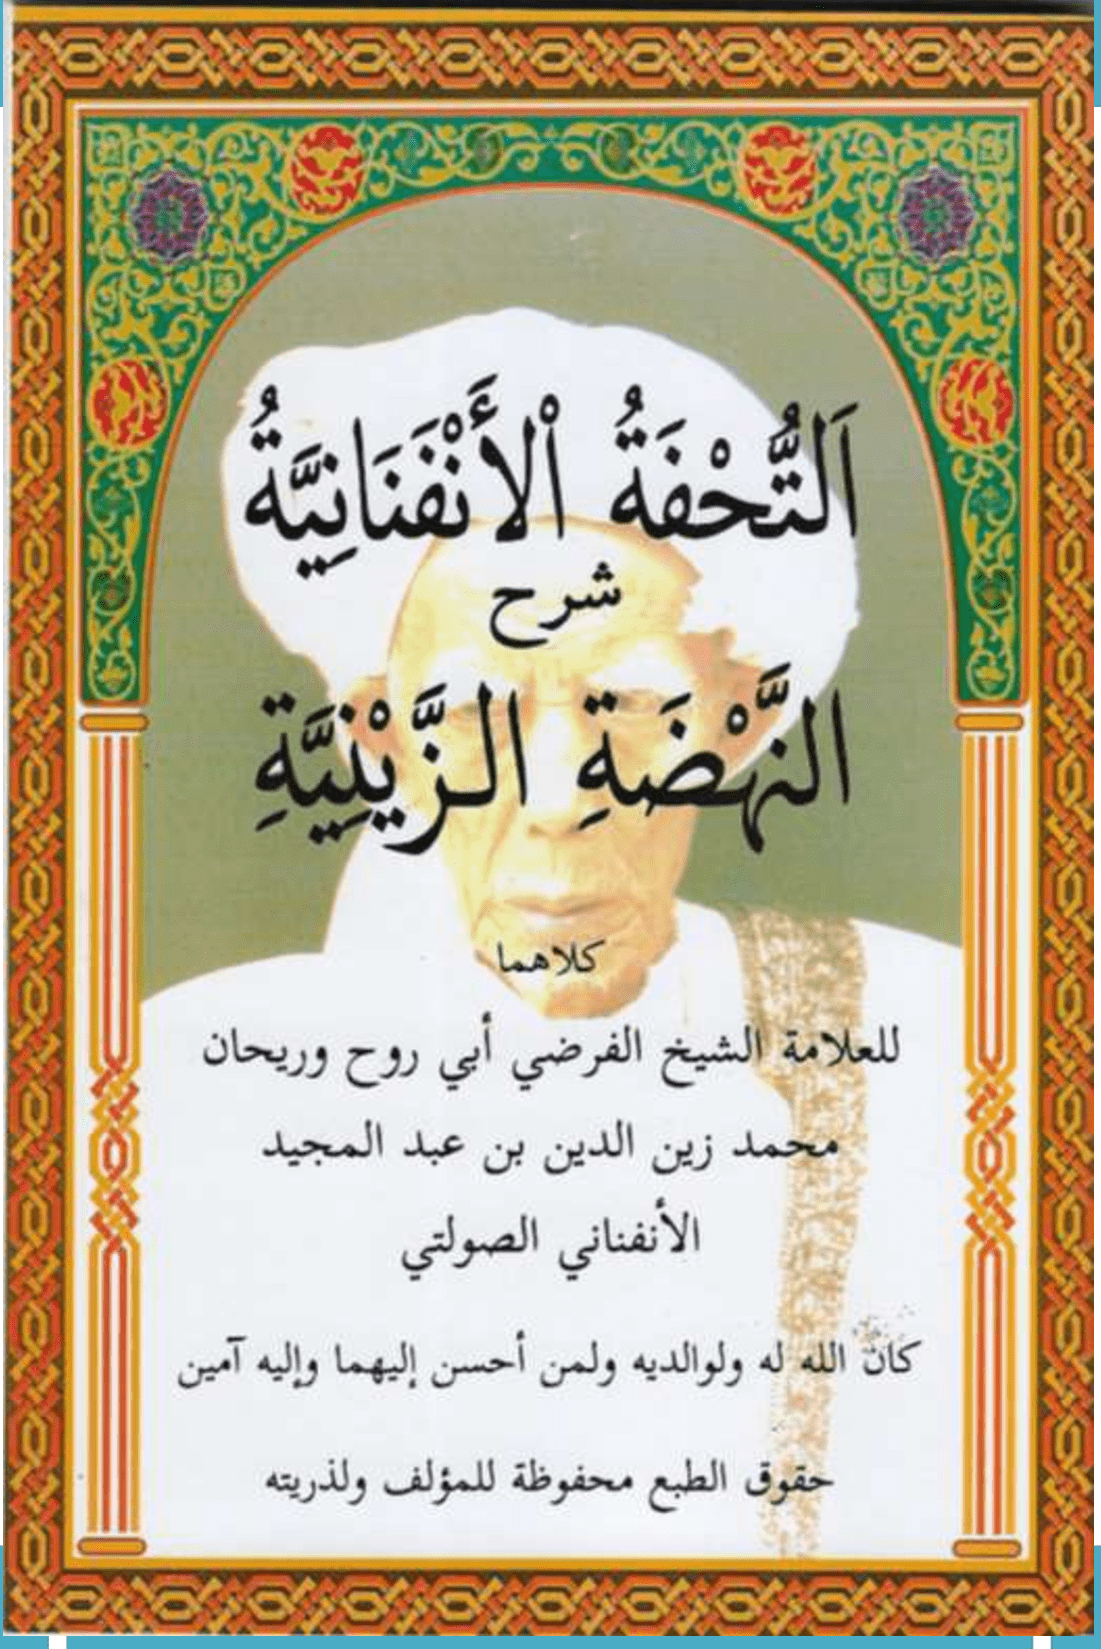 اَلتُّحْفَةُ اْلأَنْفَنَانِيَّةُ
شرح
النَّهْضَةِ الزَّيْنِيَّةِ
كلاهما
للعلامة الشيخ الفرضي أبي روح وريحان
محمد زين الدين بن عبد المجيد
الأنفناني الصولتي
كان الله له ولوالديه ولمن أحسن إليهما وإليه آمين
حقوق الطبع محفوظة للمؤلف ولذريته